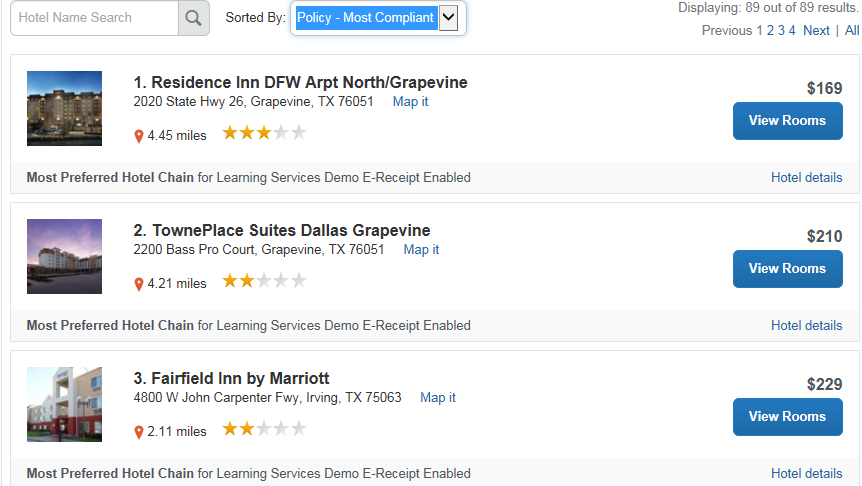 Hotel Name Search
Sorted By: Policy - Most Compliant
Displaying: 89 out of 89 results.
Previous 1 2 3 4 Next | All
1. Residence Inn DFW Arpt North/Grapevine
2020 State Hwy 26, Grapevine, TX 76051 Map it
$169
4.45 miles
View Rooms
Most Preferred Hotel Chain for Learning Services Demo E-Receipt Enabled
Hotel details
2. TownePlace Suites Dallas Grapevine
2200 Bass Pro Court, Grapevine, TX 76051 Map it
$210
4.21 miles
View Rooms
Most Preferred Hotel Chain for Learning Services Demo E-Receipt Enabled
Hotel details
3. Fairfield Inn by Marriott
4800 W John Carpenter Fwy, Irving, TX 75063 Map it
$229
2.11 miles
View Rooms
Most Preferred Hotel Chain for Learning Services Demo E-Receipt Enabled
Hotel details